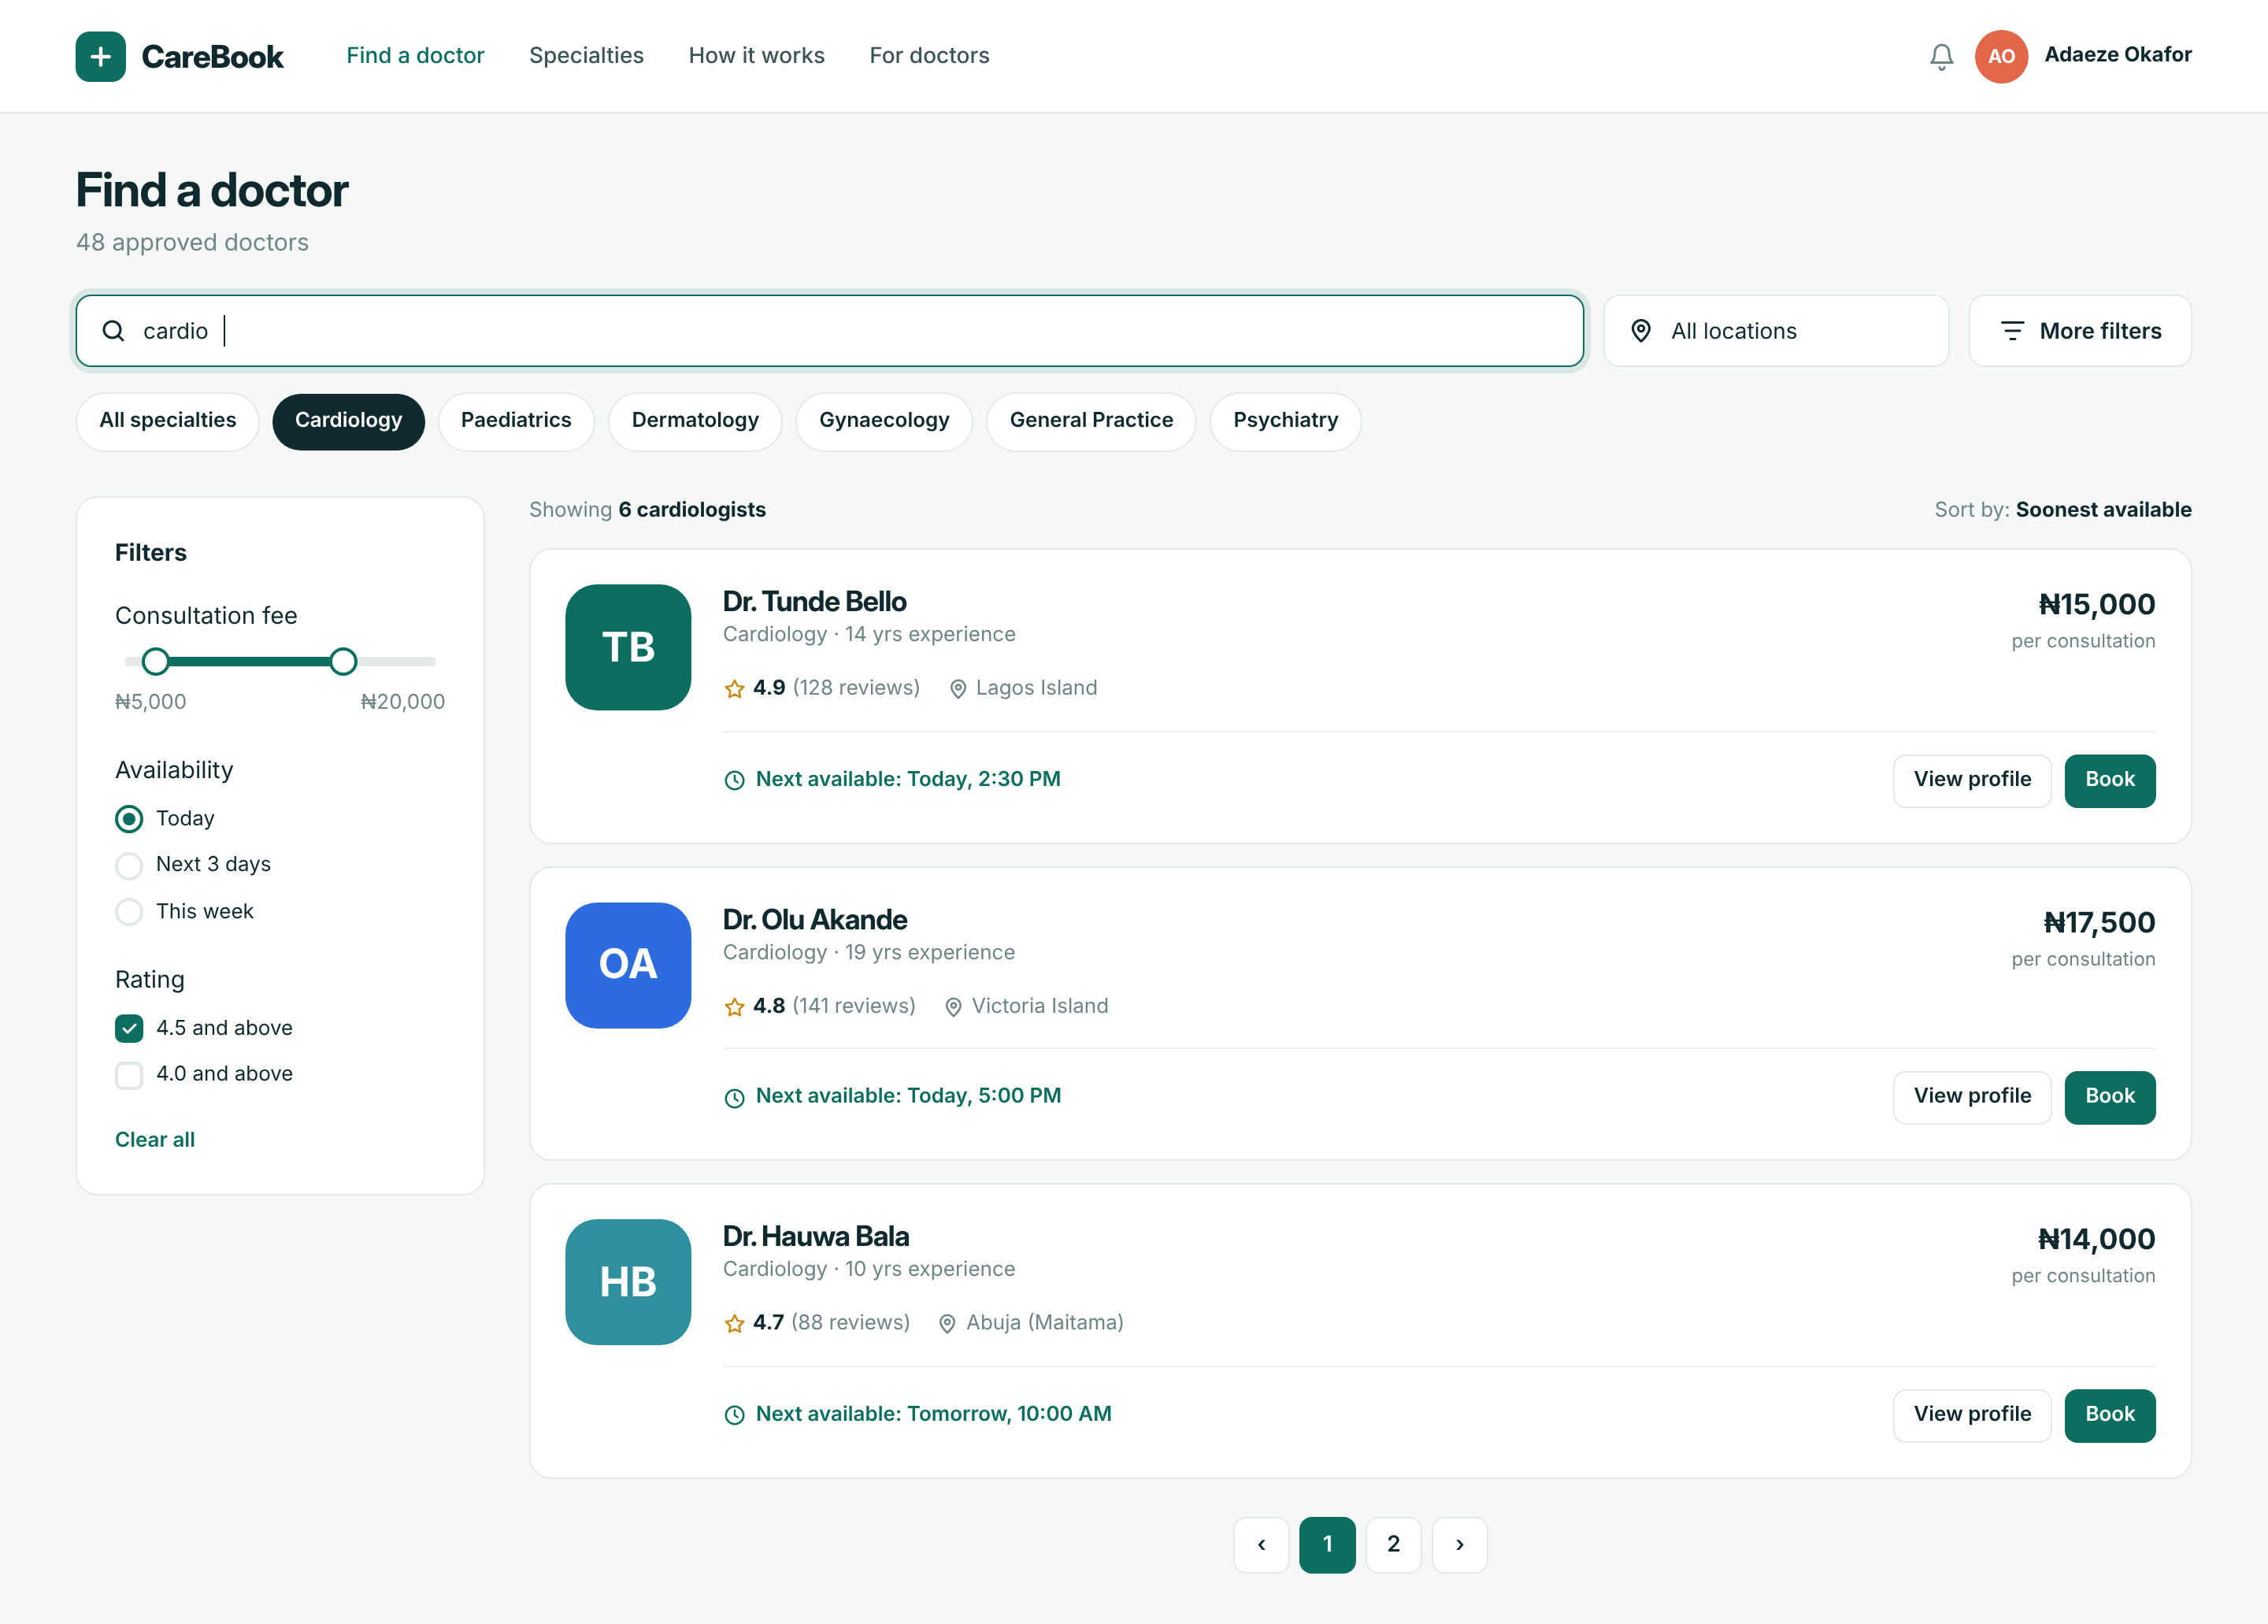 CareBook
Find a doctor
Specialties
How it works
For doctors
AO
Adaeze Okafor
Find a doctor
48 approved doctors
cardio
All locations
More filters
All specialties
Cardiology
Paediatrics
Dermatology
Gynaecology
General Practice
Psychiatry
Filters
Consultation fee
₦5,000
₦20,000
Availability
Today
Next 3 days
This week
Rating
4.5 and above
4.0 and above
Clear all
Showing 6 cardiologists
Sort by: Soonest available
TB
Dr. Tunde Bello
Cardiology · 14 yrs experience
4.9 (128 reviews)
Lagos Island
₦15,000
per consultation
Next available: Today, 2:30 PM
View profile
Book
OA
Dr. Olu Akande
Cardiology · 19 yrs experience
4.8 (141 reviews)
Victoria Island
₦17,500
per consultation
Next available: Today, 5:00 PM
View profile
Book
HB
Dr. Hauwa Bala
Cardiology · 10 yrs experience
4.7 (88 reviews)
Abuja (Maitama)
₦14,000
per consultation
Next available: Tomorrow, 10:00 AM
View profile
Book
‹
1
2
›